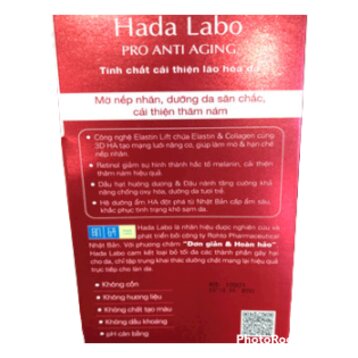 Hada Labo
PRO ANTI AGING
Tinh chất cải thiện lão hóa da
Mờ nếp nhăn, dưỡng da săn chắc,
cải thiện thâm nám
• Công nghệ Elastin Lift chứa Elastin & Collagen cùng
3D HA tạo mạng lưới nâng cơ, giúp làm mờ & hạn chế
nếp nhăn.
• Retinol giảm sự hình thành hắc tố melanin, cải thiện
thâm nám hiệu quả.
• Dầu hạt hướng dương & Đậu nành tăng cường khả
năng chống oxy hóa, dưỡng da tươi trẻ.
• Hệ dưỡng ẩm HA đột phá từ Nhật Bản cấp ẩm sâu,
khắc phục tình trạng khô sạm da.
Hada Labo là nhãn hiệu được nghiên cứu và
phát triển bởi công ty Rohto Pharmaceutical
Nhật Bản. Với phương châm "Đơn giản & Hoàn hảo"
Hada Labo cam kết loại bỏ tối đa các thành phần gây hại
cho da, chỉ tập trung khai thác dưỡng chất mang lại hiệu quả
trực tiếp cho làn da.
• Không cồn
• Không hương liệu
• Không chất tạo màu
• Không dầu khoáng
• pH cân bằng
PhotoRo